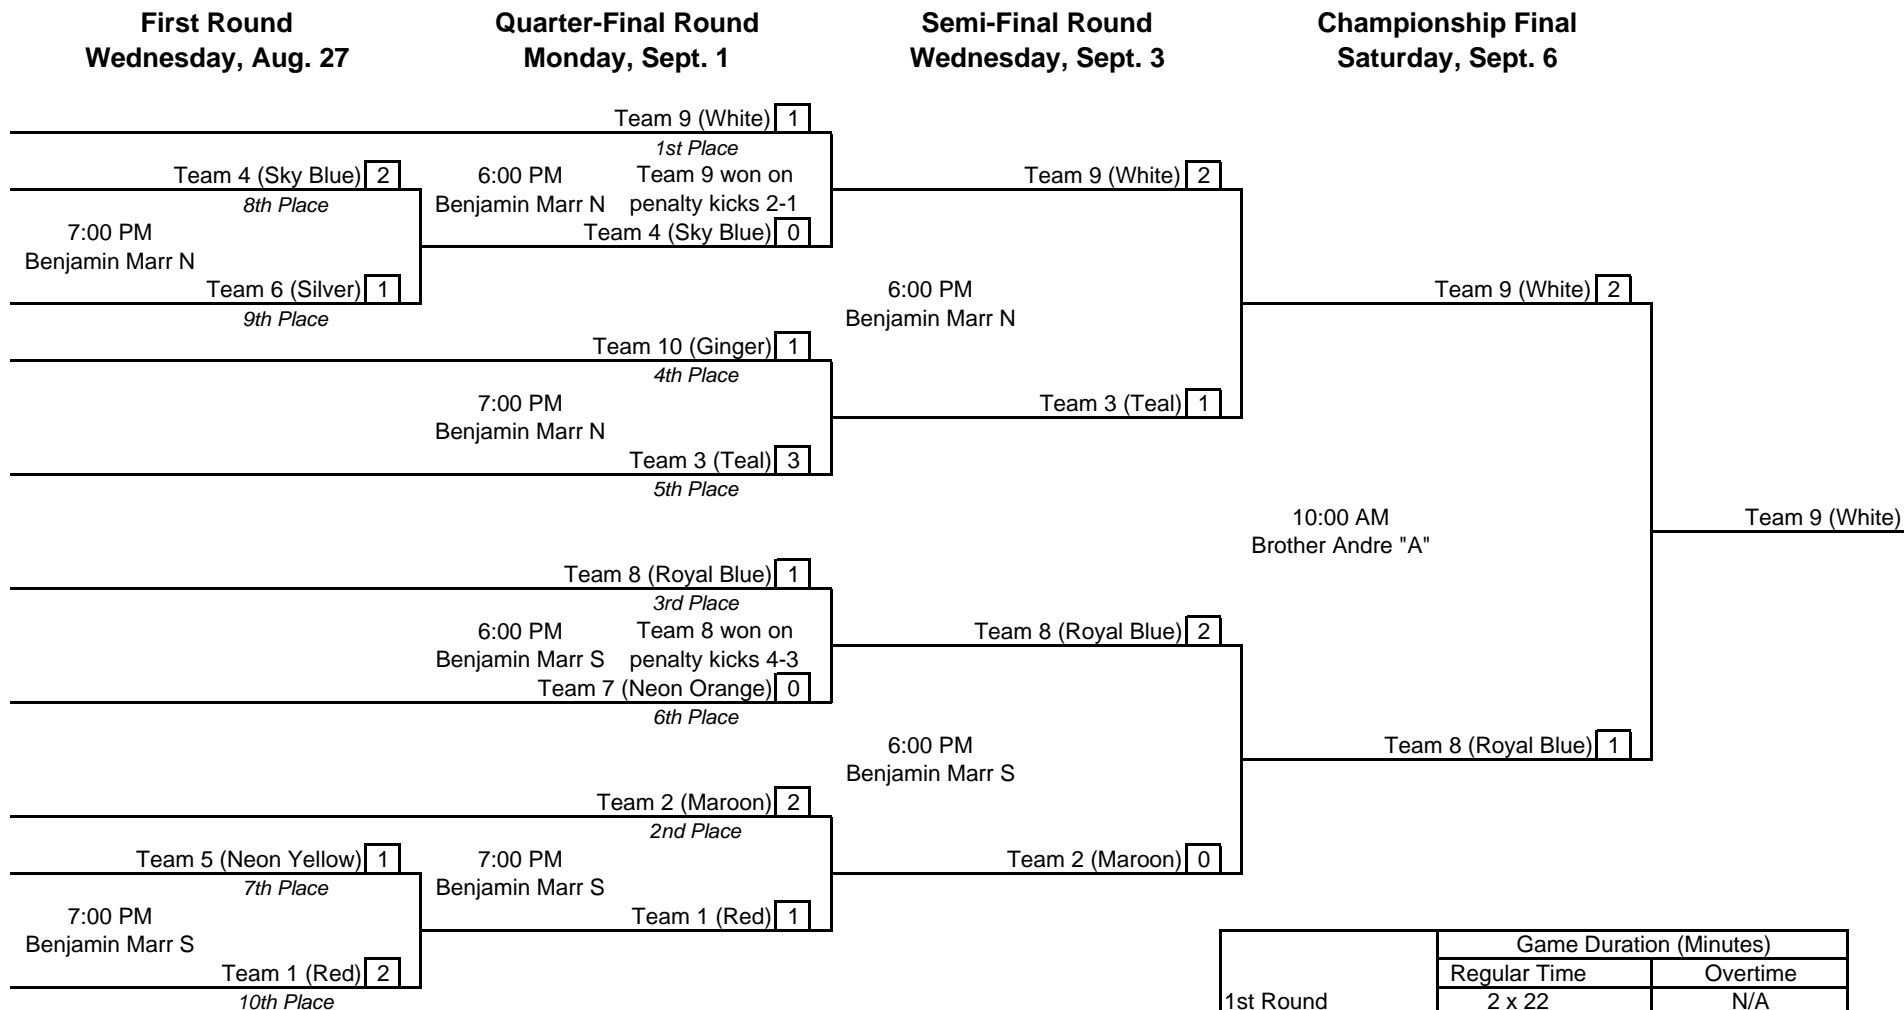 First Round
Wednesday, Aug. 27
Quarter-Final Round
Monday, Sept. 1
Semi-Final Round
Wednesday, Sept. 3
Championship Final
Saturday, Sept. 6
Team 9 (White) 1
1st Place
Team 4 (Sky Blue) 2
8th Place
7:00 PM
Benjamin Marr N
Team 6 (Silver) 1
9th Place
6:00 PM
Benjamin Marr N
Team 9 won on
penalty kicks 2-1
Team 4 (Sky Blue) 0
Team 10 (Ginger) 1
4th Place
7:00 PM
Benjamin Marr N
Team 3 (Teal) 3
5th Place
Team 9 (White) 2
6:00 PM
Benjamin Marr N
Team 3 (Teal) 1
Team 9 (White) 2
10:00 AM
Brother Andre "A"
Team 9 (White)
Team 8 (Royal Blue) 1
Team 8 (Royal Blue) 1
3rd Place
6:00 PM
Benjamin Marr S
Team 8 won on
penalty kicks 4-3
Team 7 (Neon Orange) 0
6th Place
Team 8 (Royal Blue) 2
6:00 PM
Benjamin Marr S
Team 2 (Maroon) 0
Team 2 (Maroon) 2
2nd Place
Team 5 (Neon Yellow) 1
7th Place
7:00 PM
Benjamin Marr S
Team 1 (Red) 2
10th Place
7:00 PM
Benjamin Marr S
Team 1 (Red) 1
Game Duration (Minutes)
Regular Time Overtime
1st Round 2 x 22 N/A